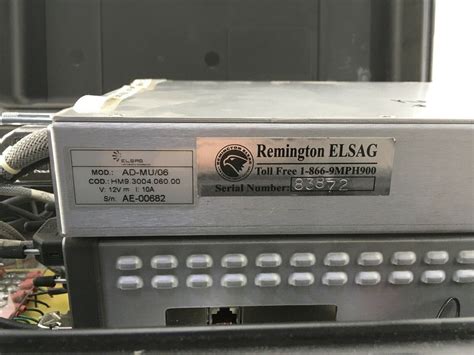 ELSAG
MOD.: AD-MU/06
COD.: HM9.3004.060.00
V: 12V I: 10A
S/n: AE-00682
Remington ELSAG
Toll Free 1-866-9MPH900
Serial Number: 83872